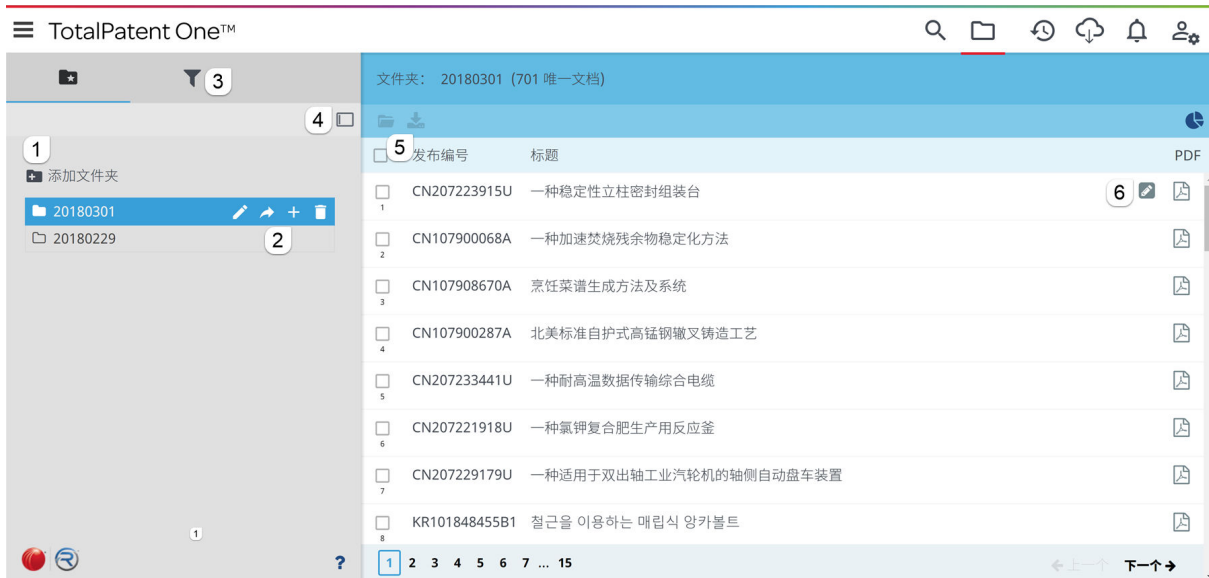 TotalPatent One™
3
文件夹： 20180301 (701 唯一文档)
4
1
添加文件夹
5
发布编号 标题 PDF
20180301
20180229
2
1 CN207223915U 一种稳定性立柱密封组装台 6
2 CN107900068A 一种加速焚烧残余物稳定化方法
3 CN107908670A 烹饪菜谱生成方法及系统
4 CN107900287A 北美标准自护式高锰钢辙叉铸造工艺
5 CN207233441U 一种耐高温数据传输综合电缆
6 CN207221918U 一种氯钾复合肥生产用反应釜
7 CN207229179U 一种适用于双出轴工业汽轮机的轴侧自动盘车装置
8 KR101848455B1 철근을 이용하는 매립식 앙카볼트
1
?
1 2 3 4 5 6 7 ... 15 上一个 下一个